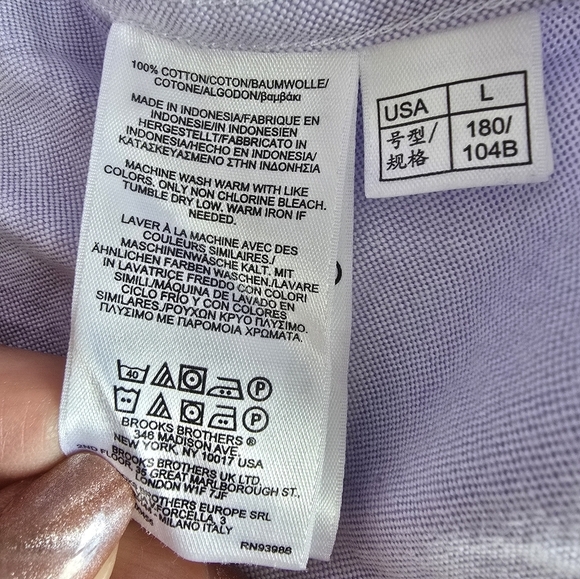 100% COTTON/COTON/BAUMWOLLE/
COTONE/ALGODON/βαμβάκι
MADE IN INDONESIA/FABRIQUE EN
INDONESIE/IN INDONESIEN
HERGESTELLT/FABBRICATO IN
INDONESIA/HECHO EN INDONESIA/
ΚΑΤΑΣΚΕΥΑΣΜΕΝΟ ΣΤΗΝ ΙΝΔΟΝΗΣΙΑ
MACHINE WASH WARM WITH LIKE
COLORS. ONLY NON CHLORINE BLEACH.
TUMBLE DRY LOW. WARM IRON IF
NEEDED.
LAVER À LA MACHINE AVEC DES
COULEURS SIMILAIRES./
MASCHINENWÄSCHE KALT. MIT
ÄHNLICHEN FARBEN WASCHEN./LAVARE
IN LAVATRICE FREDDO CON COLORI
SIMILI./MÁQUINA DE LAVADO EN
CICLO FRÍO Y CON COLORES
SIMILARES./ΡΟΥΧΩΝ ΚΡΥΟ ΠΛΥΣΙΜΟ.
ΠΛΥΣΙΜΟ ΜΕ ΠΑΡΟΜΟΙΑ ΧΡΩΜΑΤΑ.
40 P
P
BROOKS BROTHERS ®
346 MADISON AVE.
NEW YORK, NY 10017 USA
BROOKS BROTHERS UK LTD
2ND FLOOR, 35 GREAT MARLBOROUGH ST.,
LONDON W1F 7JF
BROTHERS EUROPE SRL
FORCELLA, 3
MILANO ITALY
RN93988
USA L
号型/规格 180/104B